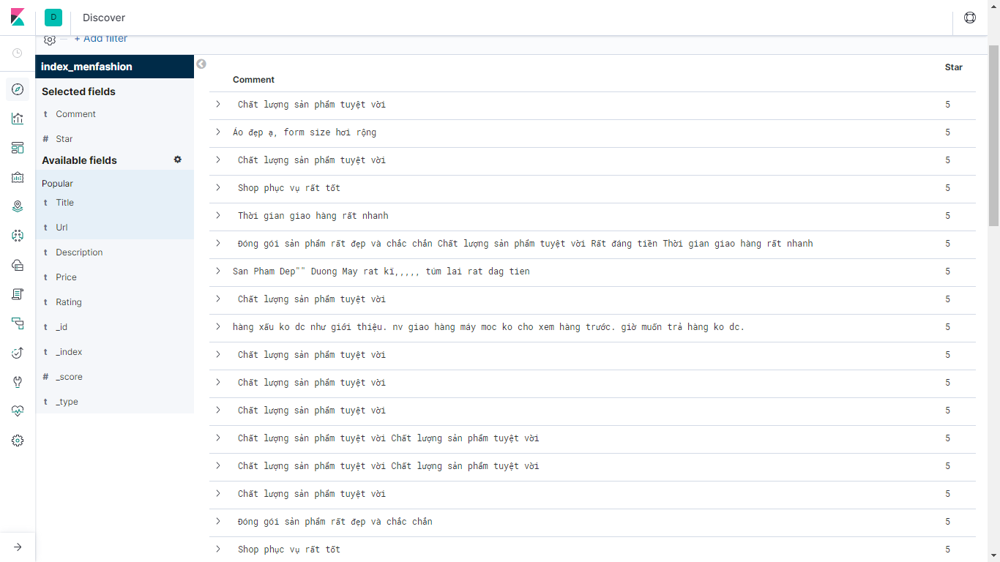 D
Discover
+ Add filter
index_menfashion
Selected fields
t Comment
# Star
Available fields
Popular
t Title
t Url
t Description
t Price
t Rating
t _id
t _index
# _score
t _type
Comment Star
Chất lượng sản phẩm tuyệt vời 5
Áo đẹp ạ, form size hơi rộng 5
Chất lượng sản phẩm tuyệt vời 5
Shop phục vụ rất tốt 5
Thời gian giao hàng rất nhanh 5
Đóng gói sản phẩm rất đẹp và chắc chắn Chất lượng sản phẩm tuyệt vời Rất đáng tiền Thời gian giao hàng rất nhanh 5
San Pham Dep"" Duong May rat kĩ,,,,, túm lai rat dag tien 5
Chất lượng sản phẩm tuyệt vời 5
hàng xấu ko dc như giới thiệu. nv giao hàng máy moc ko cho xem hàng trước. giờ muốn trả hàng ko dc. 5
Chất lượng sản phẩm tuyệt vời 5
Chất lượng sản phẩm tuyệt vời 5
Chất lượng sản phẩm tuyệt vời 5
Chất lượng sản phẩm tuyệt vời Chất lượng sản phẩm tuyệt vời 5
Chất lượng sản phẩm tuyệt vời Chất lượng sản phẩm tuyệt vời 5
Chất lượng sản phẩm tuyệt vời 5
Đóng gói sản phẩm rất đẹp và chắc chắn 5
Shop phục vụ rất tốt 5